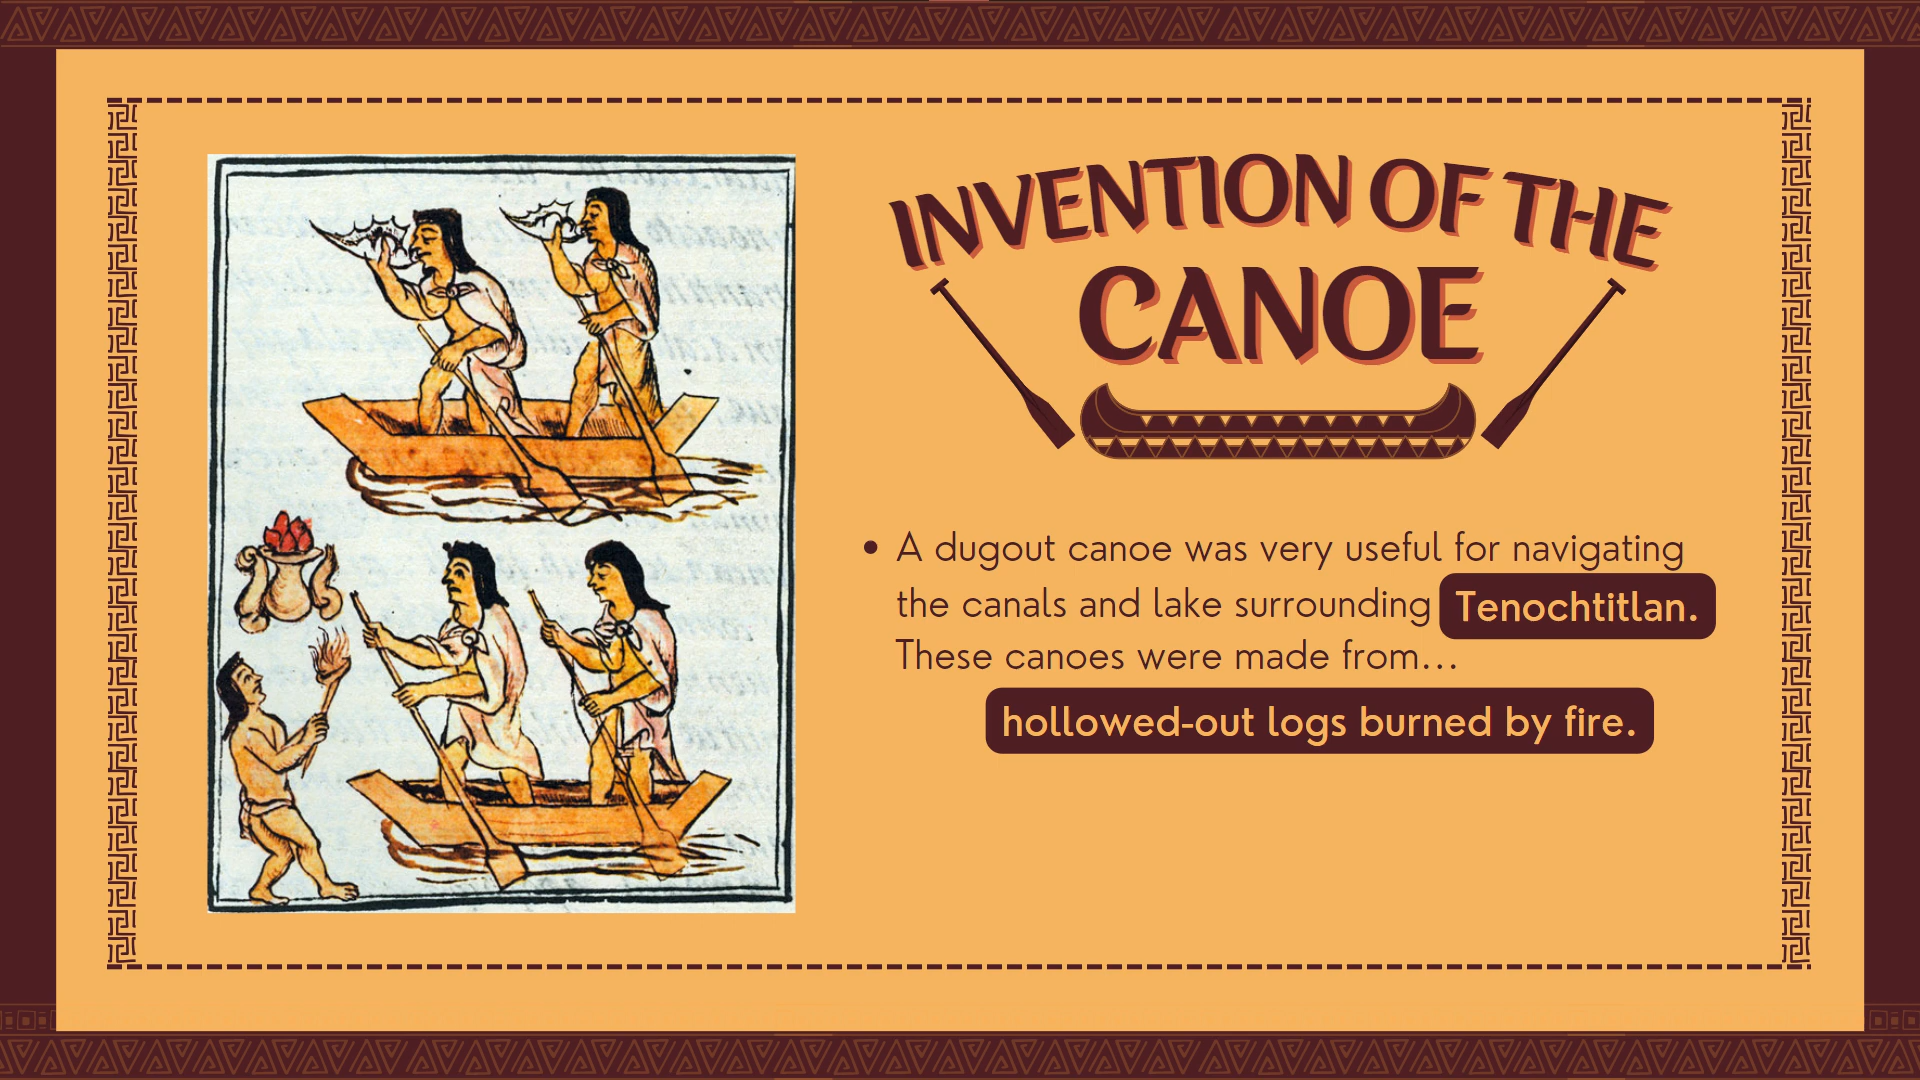 INVENTION OF THE
CANOE
• A dugout canoe was very useful for navigating
the canals and lake surrounding Tenochtitlan.
These canoes were made from...
hollowed-out logs burned by fire.